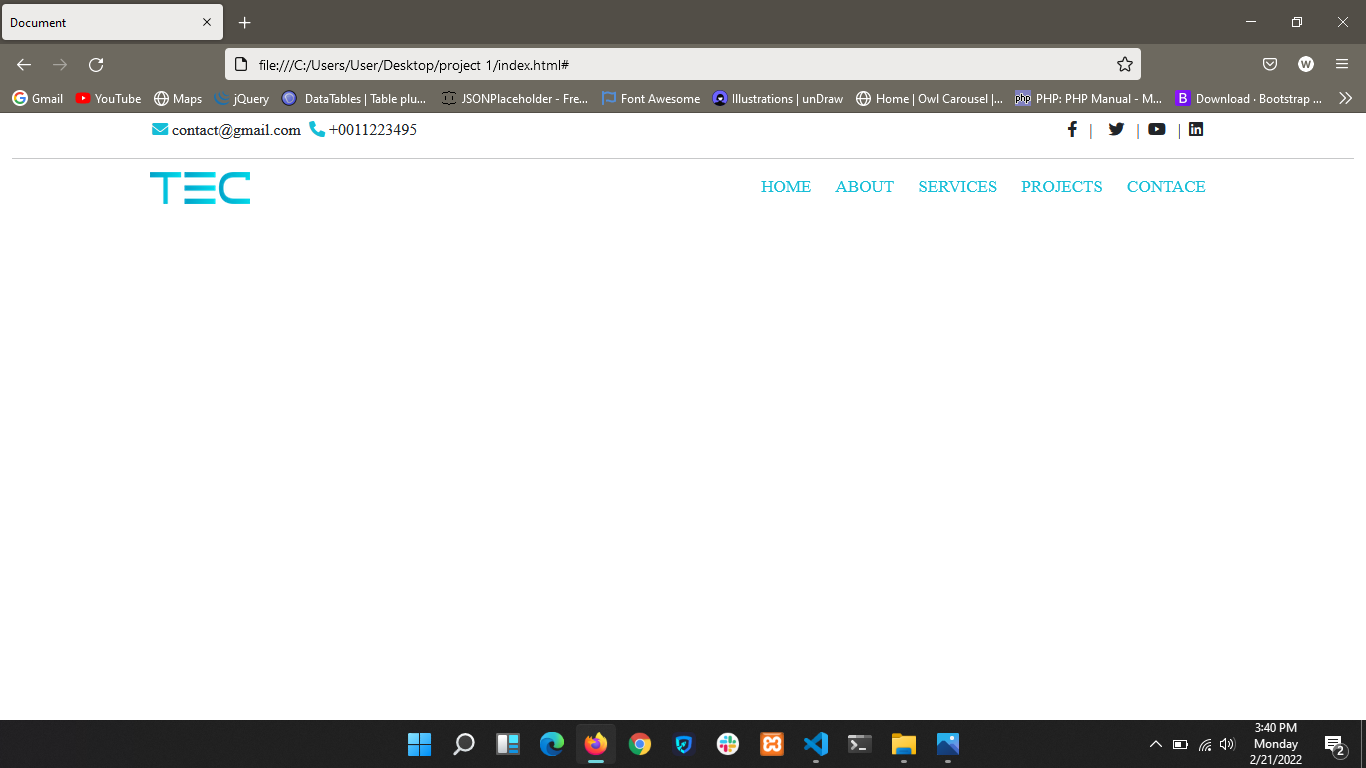 Document
file:///C:/Users/User/Desktop/project 1/index.html#
W
Gmail YouTube Maps jQuery DataTables | Table plu... JSONPlaceholder - Fre... Font Awesome Illustrations | unDraw Home | Owl Carousel |... php PHP: PHP Manual - M... B Download · Bootstrap ...
contact@gmail.com +0011223495 | | |
TEC HOME ABOUT SERVICES PROJECTS CONTACE
3:40 PM
Monday
2/21/2022
2